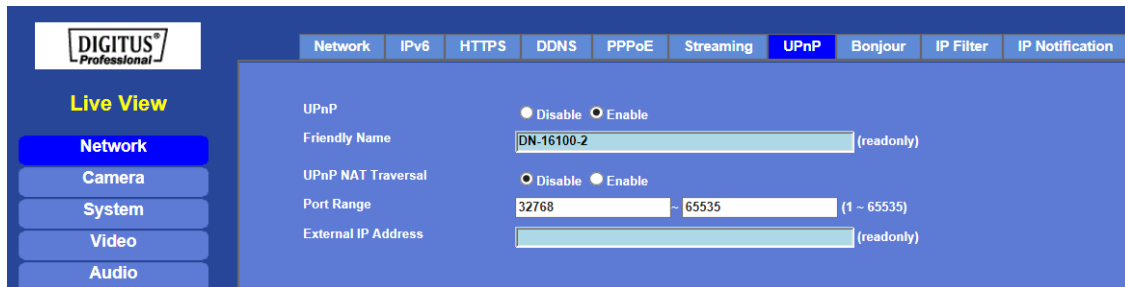 DIGITUS®
Professional
Network IPv6 HTTPS DDNS PPPoE Streaming UPnP Bonjour IP Filter IP Notification
Live View
Network
Camera
System
Video
Audio
UPnP Disable Enable
Friendly Name DN-16100-2 (readonly)
UPnP NAT Traversal Disable Enable
Port Range 32768 ~ 65535 (1 ~ 65535)
External IP Address (readonly)